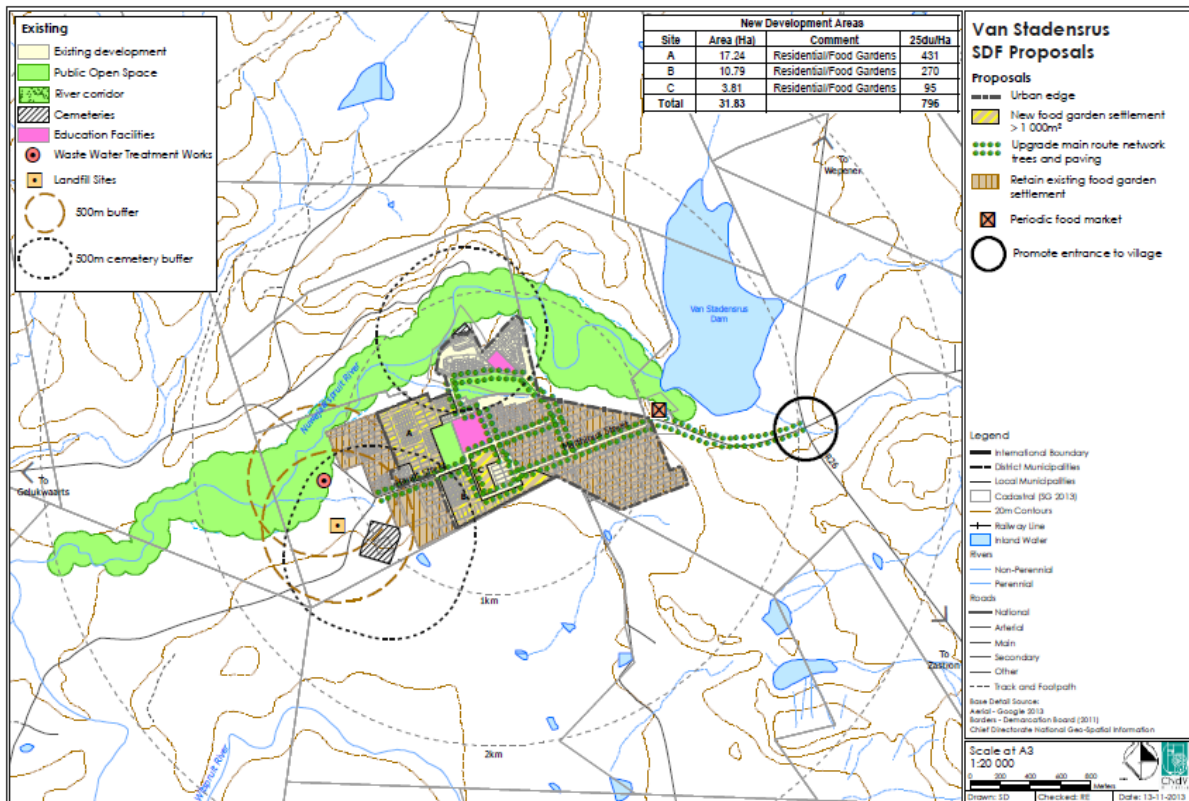 Existing
Existing development
Public Open Space
River corridor
Cemeteries
Education Facilities
Waste Water Treatment Works
Landfill Sites
500m buffer
500m cemetery buffer
New Development Areas
Site Area (Ha) Comment 25du/Ha
A 17.24 Residential/Food Gardens 431
B 10.79 Residential/Food Gardens 270
C 3.81 Residential/Food Gardens 95
Total 31.83 796
To
Wepener
Van Stadensrus
Dam
A
C
B
R26
To
Gelukwaarts
1km
2km
To
Zastron
Van Stadensrus
SDF Proposals
Proposals
Urban edge
New food garden settlement
> 1 000m²
Upgrade main route network
trees and paving
Retain existing food garden
settlement
Periodic food market
Promote entrance to village
Legend
International Boundary
District Municipalities
Local Municipalities
Cadastral (SG 2013)
20m Contours
Railway Line
Inland Water
Rivers
Non-Perennial
Perennial
Roads
National
Arterial
Main
Secondary
Other
Track and Footpath
Base Detail Source:
Aerial - Google 2013
Borders - Demarcation Board (2011)
Chief Directorate National Geo-Spatial Information
Scale at A3
1:20 000
0 200 400 600 800
Meters
Drawn: SD Checked: RE Date: 13-11-2013